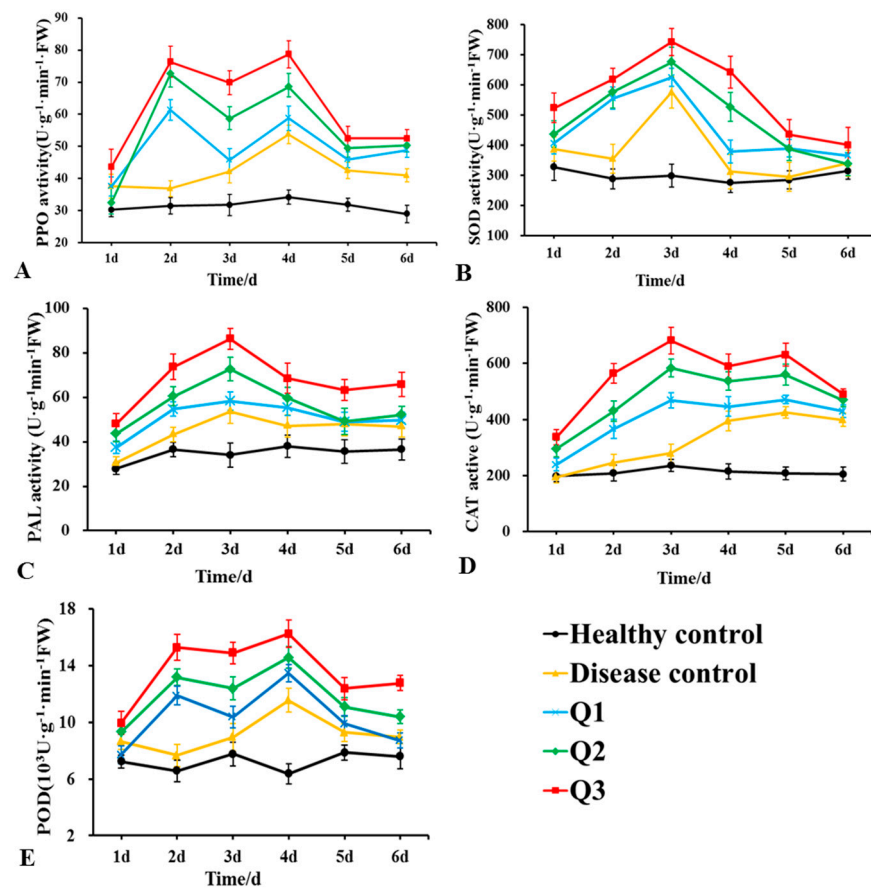 PPO avtivity(U·g⁻¹·min⁻¹·FW)
90
80
70
60
50
40
30
20
1d 2d 3d 4d 5d 6d
Time/d
A
SOD activity(U·g⁻¹·min⁻¹FW)
800
700
600
500
400
300
200
100
1d 2d 3d 4d 5d 6d
Time/d
B
PAL activity (U·g⁻¹min⁻¹FW)
100
80
60
40
20
0
1d 2d 3d 4d 5d 6d
Time/d
C
CAT active (U·g⁻¹·min⁻¹FW)
800
600
400
200
0
1d 2d 3d 4d 5d 6d
Time/d
D
POD(10³U·g⁻¹·min⁻¹FW)
18
14
10
6
2
1d 2d 3d 4d 5d 6d
Time/d
E
Healthy control
Disease control
Q1
Q2
Q3